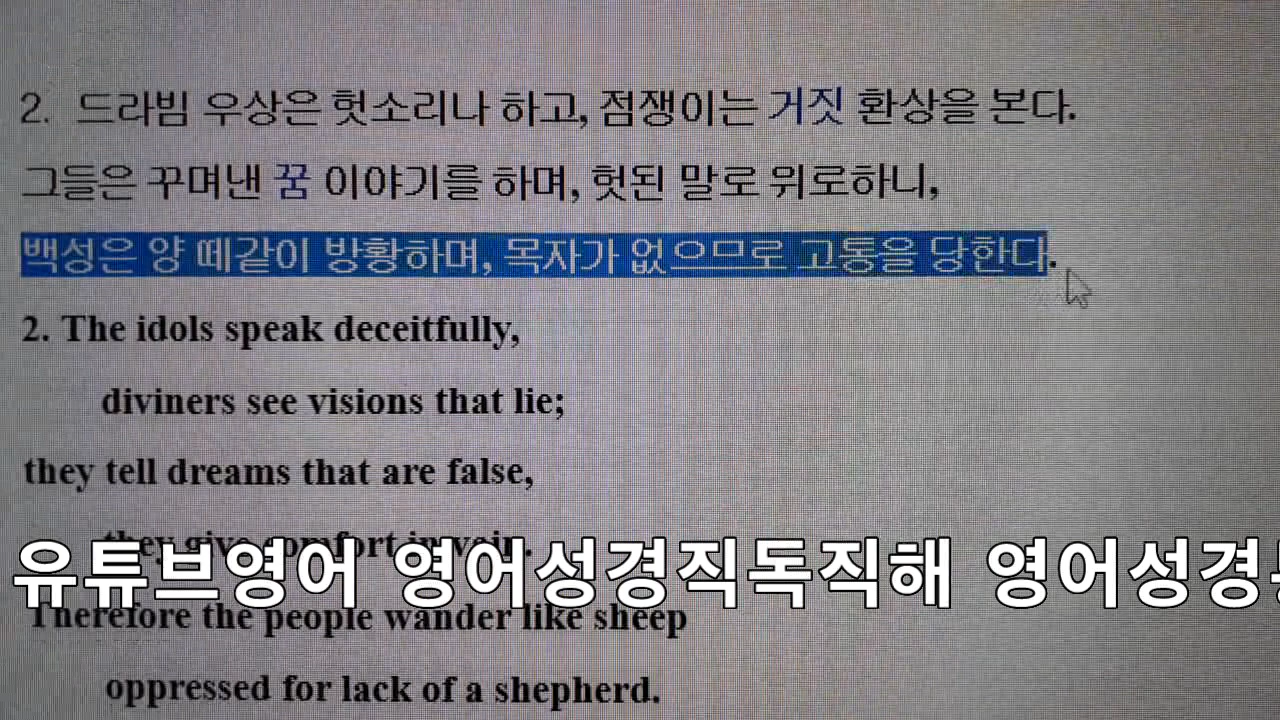 2. 드라빔 우상은 헛소리나 하고, 점쟁이는 거짓 환상을 본다.
그들은 꾸며낸 꿈 이야기를 하며, 헛된 말로 위로하니,
백성은 양 떼같이 방황하며, 목자가 없으므로 고통을 당한다.
2. The idols speak deceitfully,
diviners see visions that lie;
they tell dreams that are false,
they give comfort in vain.
유튜브영어 영어성경직독직해 영어성경
Therefore the people wander like sheep
oppressed for lack of a shepherd.